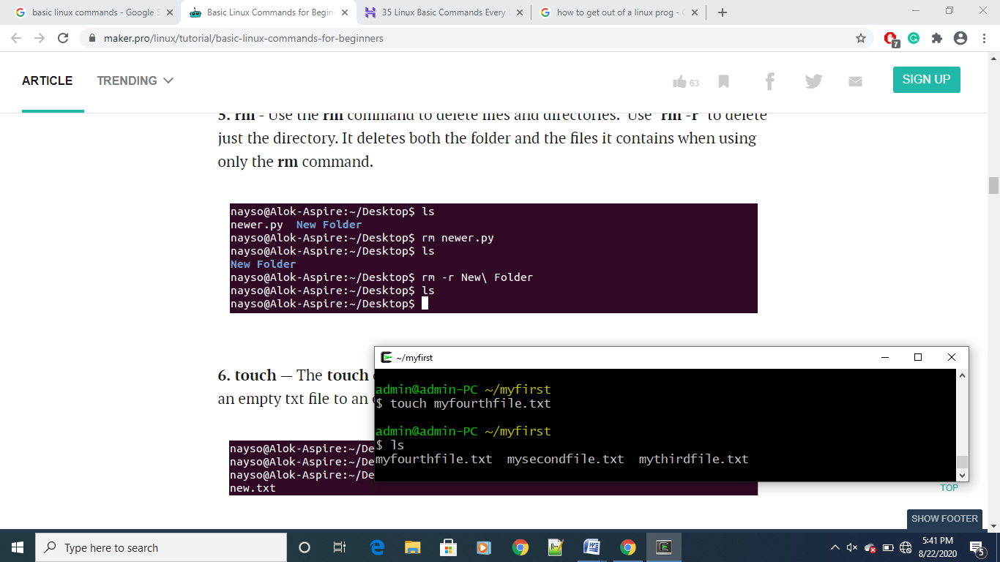 basic linux commands - Google S
Basic Linux Commands for Beginn
35 Linux Basic Commands Every
how to get out of a linux prog - G
maker.pro/linux/tutorial/basic-linux-commands-for-beginners
7
ARTICLE
TRENDING
63
SIGN UP
5. rm - Use the rm command to delete files and directories. Use "rm -r" to delete
just the directory. It deletes both the folder and the files it contains when using
only the rm command.
nayso@Alok-Aspire:~/Desktop$ ls
newer.py  New Folder
nayso@Alok-Aspire:~/Desktop$ rm newer.py
nayso@Alok-Aspire:~/Desktop$ ls
New Folder
nayso@Alok-Aspire:~/Desktop$ rm -r New\ Folder
nayso@Alok-Aspire:~/Desktop$ ls
nayso@Alok-Aspire:~/Desktop$
6. touch — The touch
an empty txt file to an
nayso@Alok-Aspire:~/De
nayso@Alok-Aspire:~/De
nayso@Alok-Aspire:~/De
new.txt
~/myfirst
admin@admin-PC ~/myfirst
$ touch myfourthfile.txt
admin@admin-PC ~/myfirst
$ ls
myfourthfile.txt  mysecondfile.txt  mythirdfile.txt
TOP
SHOW FOOTER
Type here to search
5:41 PM
8/22/2020
5